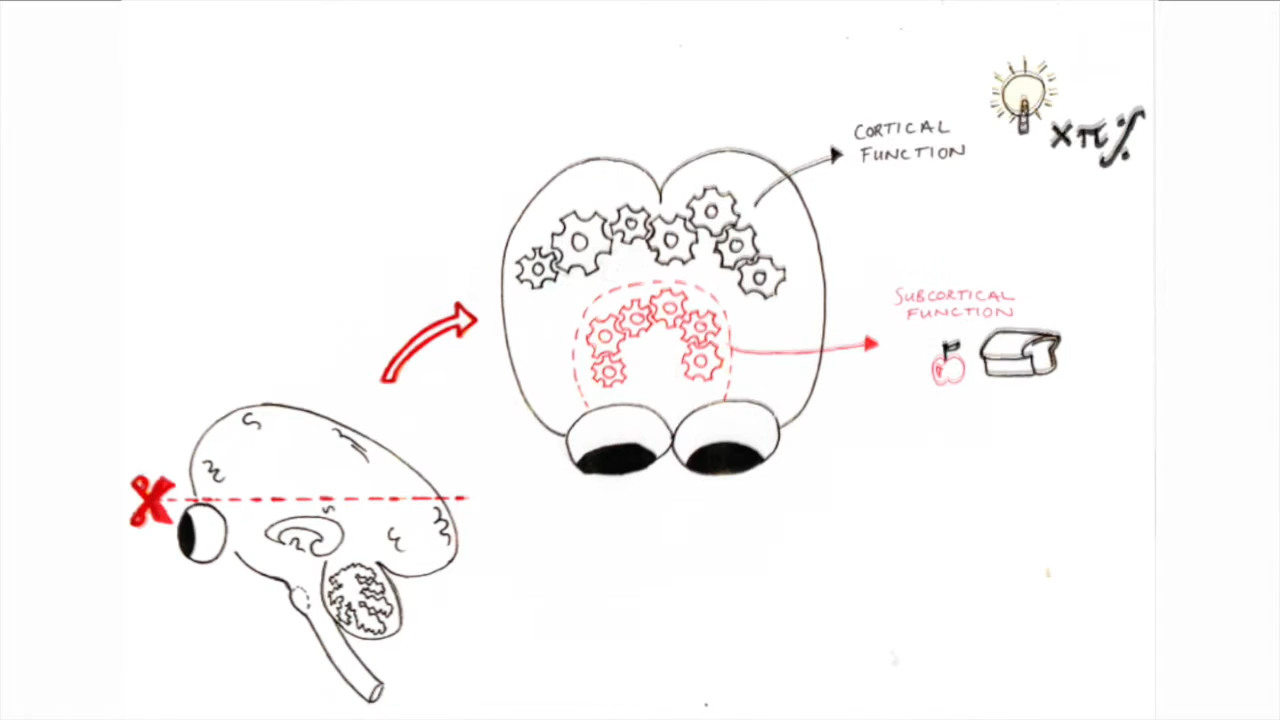 CORTICAL
FUNCTION
×π%
SUBCORTICAL
FUNCTION